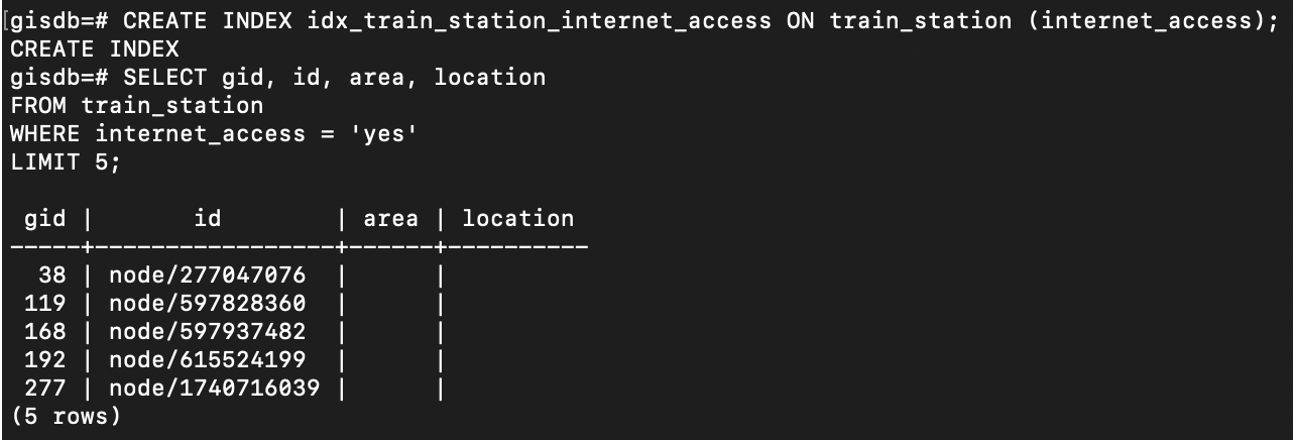 [gisdb=# CREATE INDEX idx_train_station_internet_access ON train_station (internet_access);
CREATE INDEX
gisdb=# SELECT gid, id, area, location
FROM train_station
WHERE internet_access = 'yes'
LIMIT 5;

 gid |       id        | area | location
-----+-----------------+------+----------
  38 | node/277047076  |      |
 119 | node/597828360  |      |
 168 | node/597937482  |      |
 192 | node/615524199  |      |
 277 | node/1740716039 |      |
(5 rows)